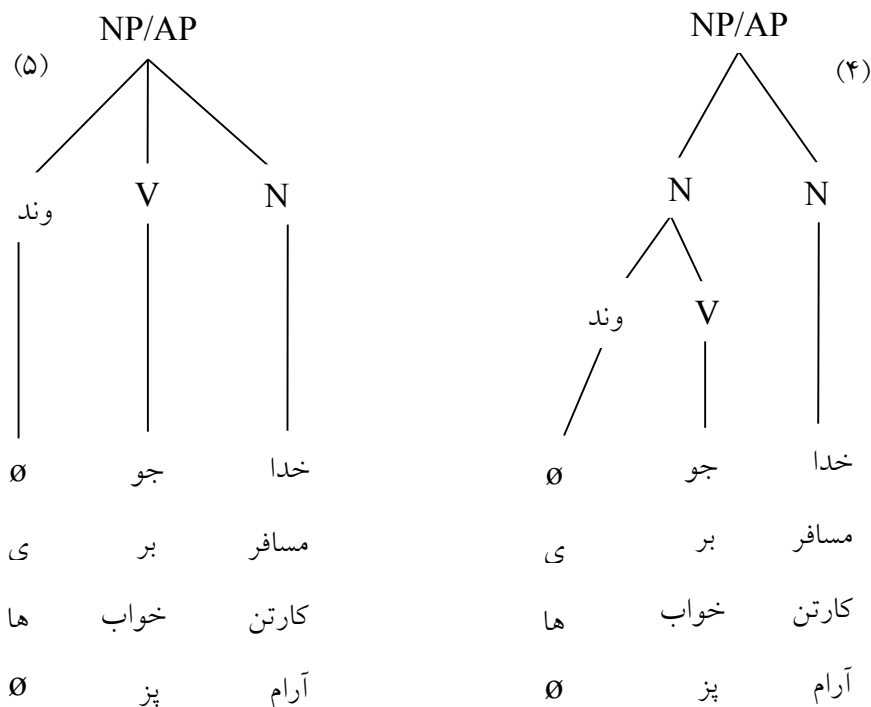 NP/AP
(۴)
N N
V وند
خدا جو ø
مسافر بر ی
کارتن خواب ها
آرام پز ø
NP/AP
(۵)
N V وند
خدا جو ø
مسافر بر ی
کارتن خواب ها
آرام پز ø